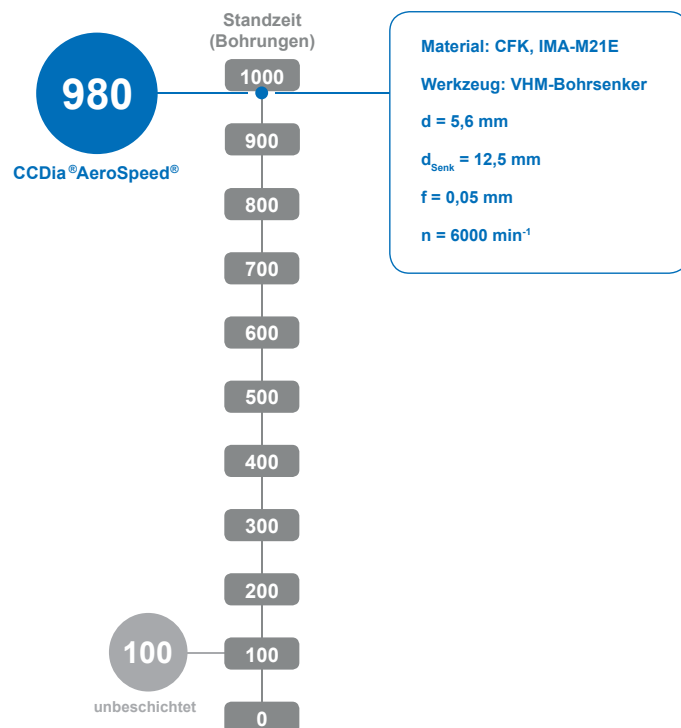 Standzeit
(Bohrungen)
980
CCDia®AeroSpeed®
1000
900
800
700
600
500
400
300
200
100
0
100
unbeschichtet
Material: CFK, IMA-M21E
Werkzeug: VHM-Bohrsenker
d = 5,6 mm
d_Senk = 12,5 mm
f = 0,05 mm
n = 6000 min⁻¹